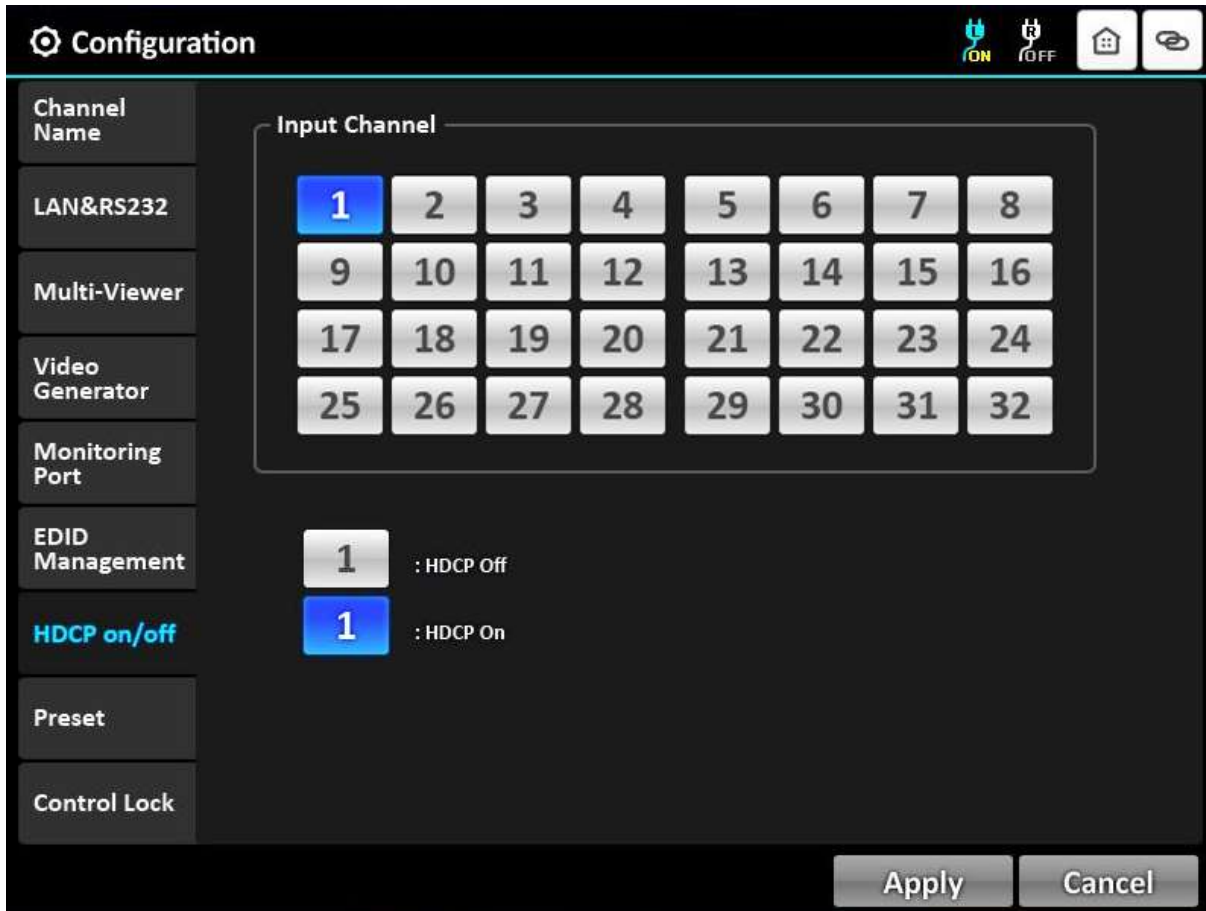 Configuration
L
ON
R
OFF
Channel
Name
LAN&RS232
Multi-Viewer
Video
Generator
Monitoring
Port
EDID
Management
HDCP on/off
Preset
Control Lock
Input Channel
1 2 3 4 5 6 7 8
9 10 11 12 13 14 15 16
17 18 19 20 21 22 23 24
25 26 27 28 29 30 31 32
1 : HDCP Off
1 : HDCP On
Apply Cancel